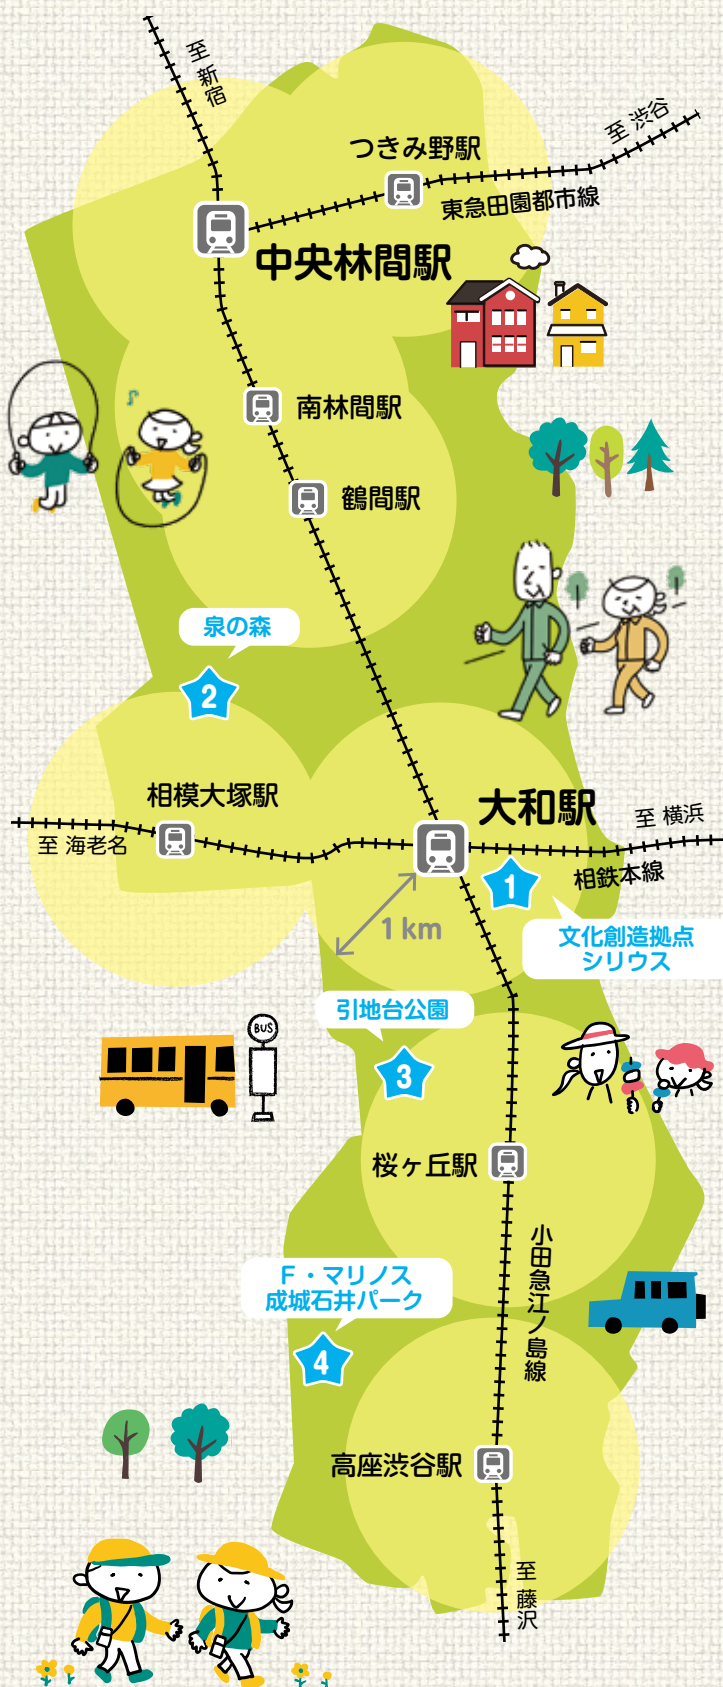 至 新宿
至 渋谷
つきみ野駅
東急田園都市線
中央林間駅
南林間駅
鶴間駅
泉の森
2
相模大塚駅
大和駅
至 横浜
至 海老名
相鉄本線
1
1 km
文化創造拠点
シリウス
引地台公園
BUS
3
桜ヶ丘駅
小田急江ノ島線
F・マリノス
成城石井パーク
4
高座渋谷駅
至 藤沢